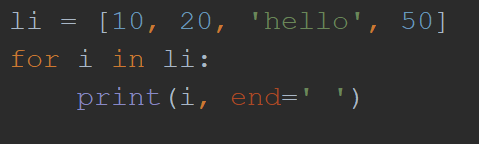 li = [10, 20, 'hello', 50]
for i in li:
    print(i, end=' ')